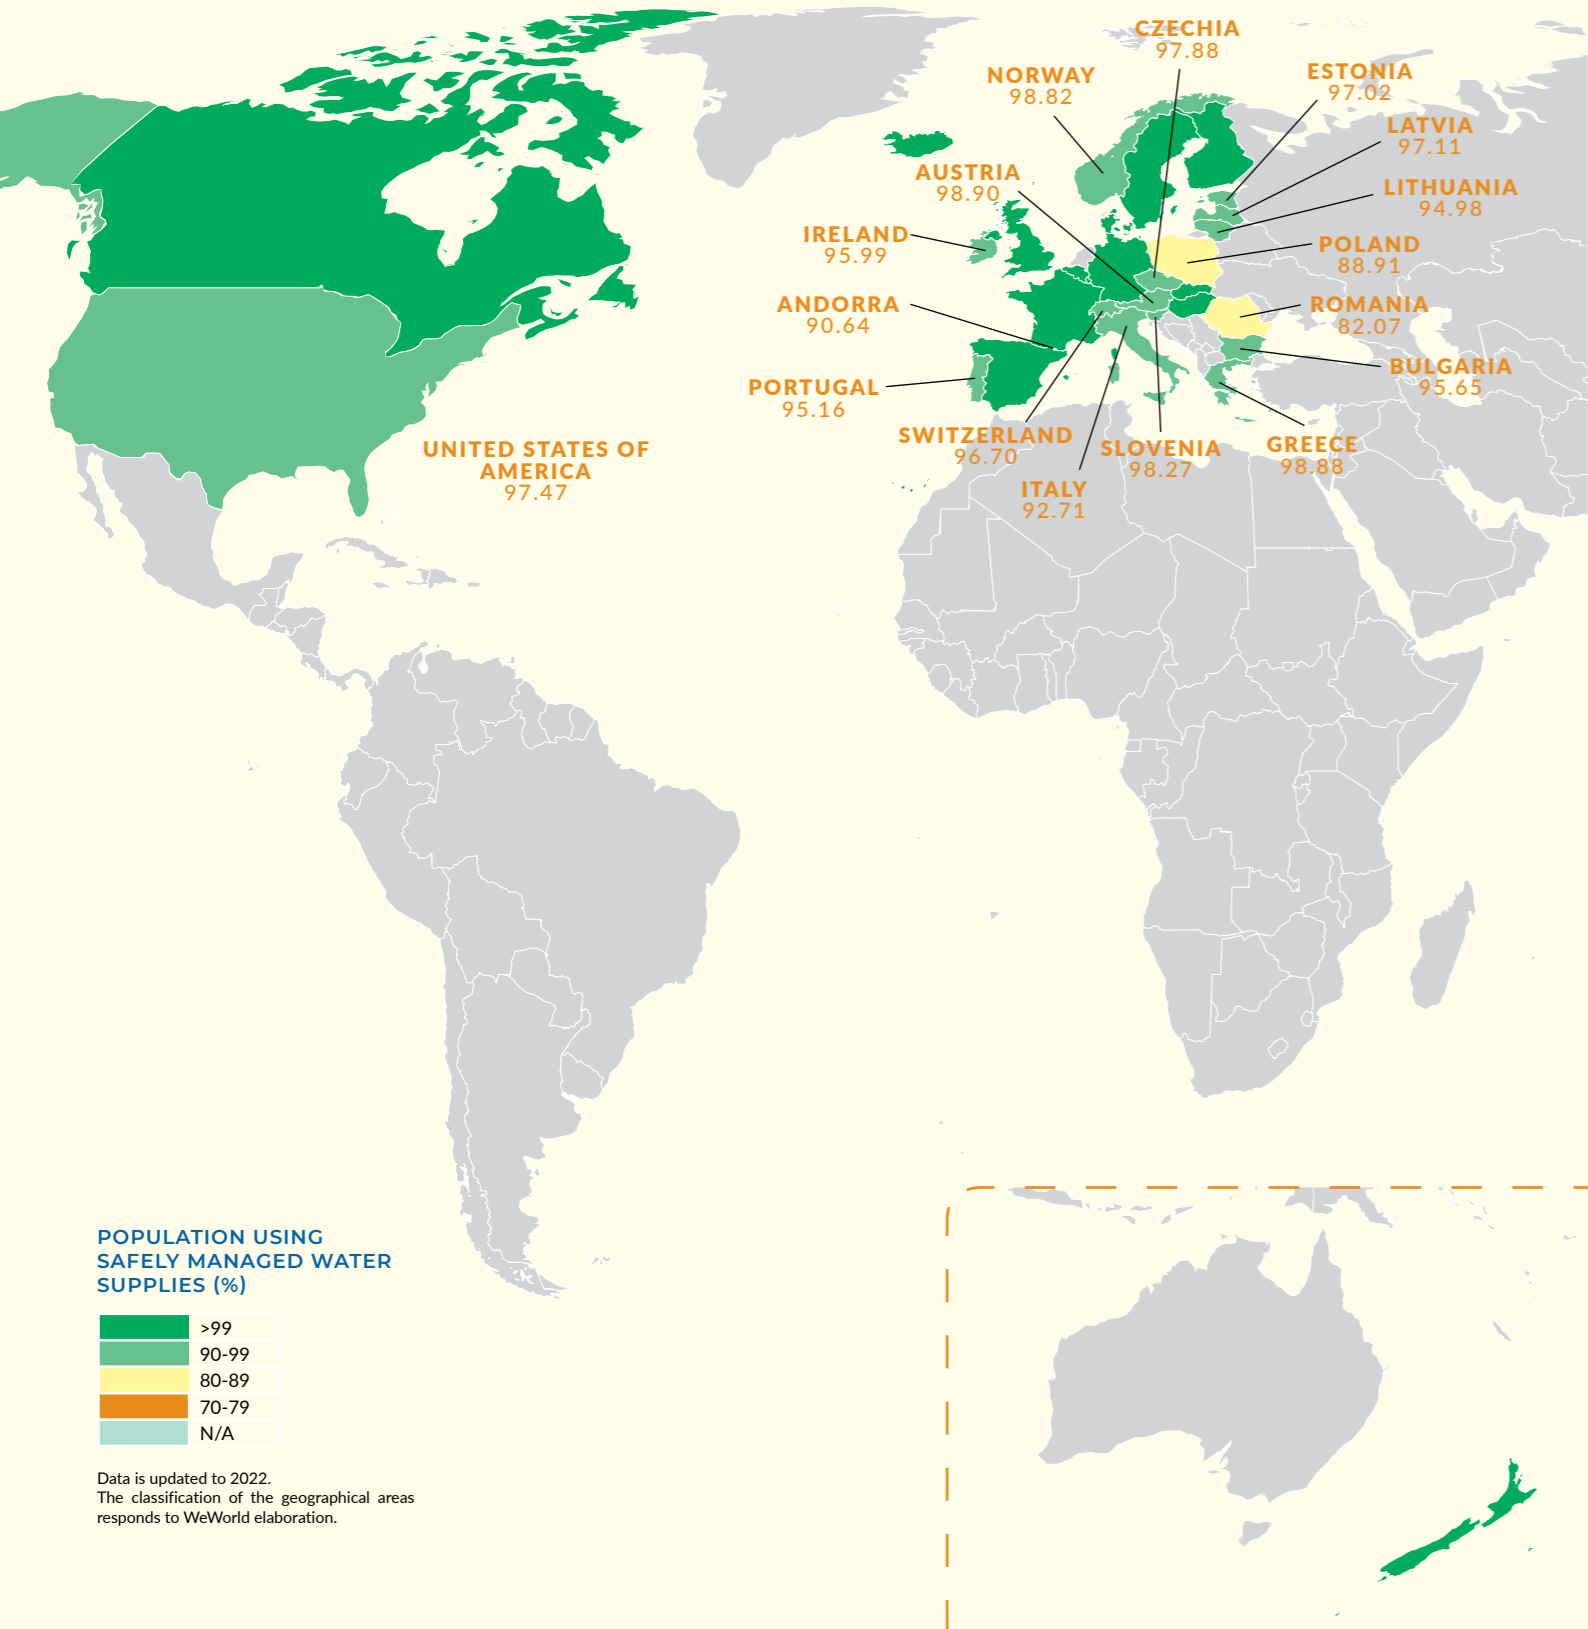 CZECHIA
97.88
NORWAY
98.82
ESTONIA
97.02
LATVIA
97.11
AUSTRIA
98.90
LITHUANIA
94.98
IRELAND
95.99
POLAND
88.91
ANDORRA
90.64
ROMANIA
82.07
BULGARIA
95.65
PORTUGAL
95.16
SWITZERLAND
96.70
SLOVENIA
98.27
GREECE
98.88
ITALY
92.71
UNITED STATES OF
AMERICA
97.47
POPULATION USING
SAFELY MANAGED WATER
SUPPLIES (%)
>99
90-99
80-89
70-79
N/A
Data is updated to 2022.
The classification of the geographical areas
responds to WeWorld elaboration.